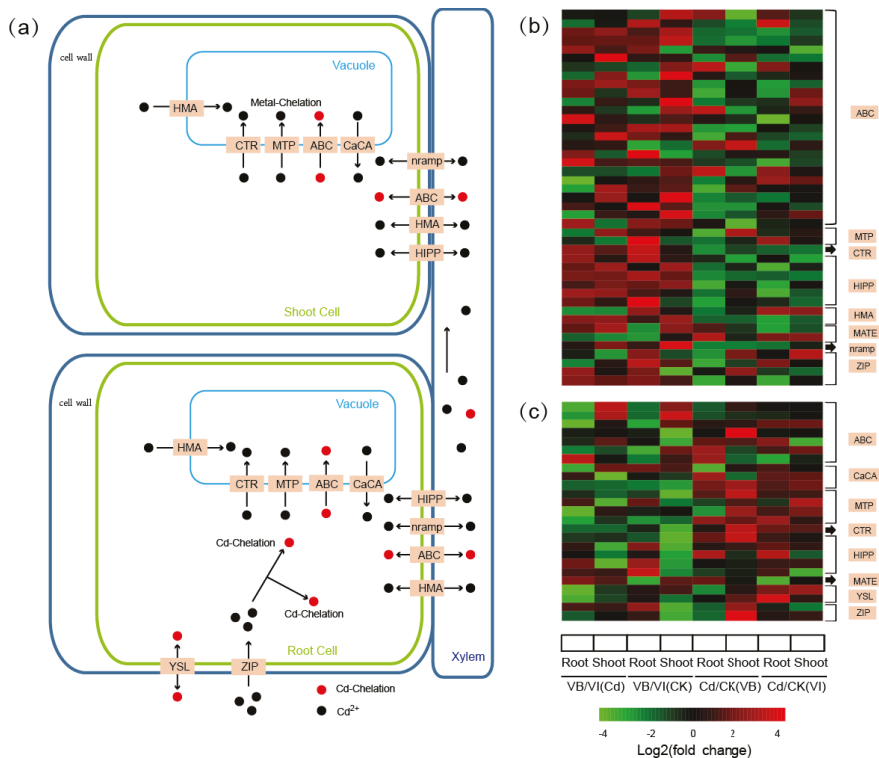 (a)
cell wall
Vacuole
HMA
Metal-Chelation
CTR
MTP
ABC
CaCA
nramp
ABC
HMA
HIPP
Shoot Cell
cell wall
Vacuole
HMA
CTR
MTP
ABC
CaCA
HIPP
nramp
ABC
HMA
Cd-Chelation
Cd-Chelation
Root Cell
Xylem
YSL
ZIP
Cd-Chelation
Cd2+
(b)
ABC
MTP
CTR
HIPP
HMA
MATE
nramp
ZIP
(c)
ABC
CaCA
MTP
CTR
HIPP
MATE
YSL
ZIP
Root Shoot Root Shoot Root Shoot Root Shoot
VB/VI(Cd) VB/VI(CK) Cd/CK(VB) Cd/CK(VI)
-4 -2 0 2 4
Log2(fold change)